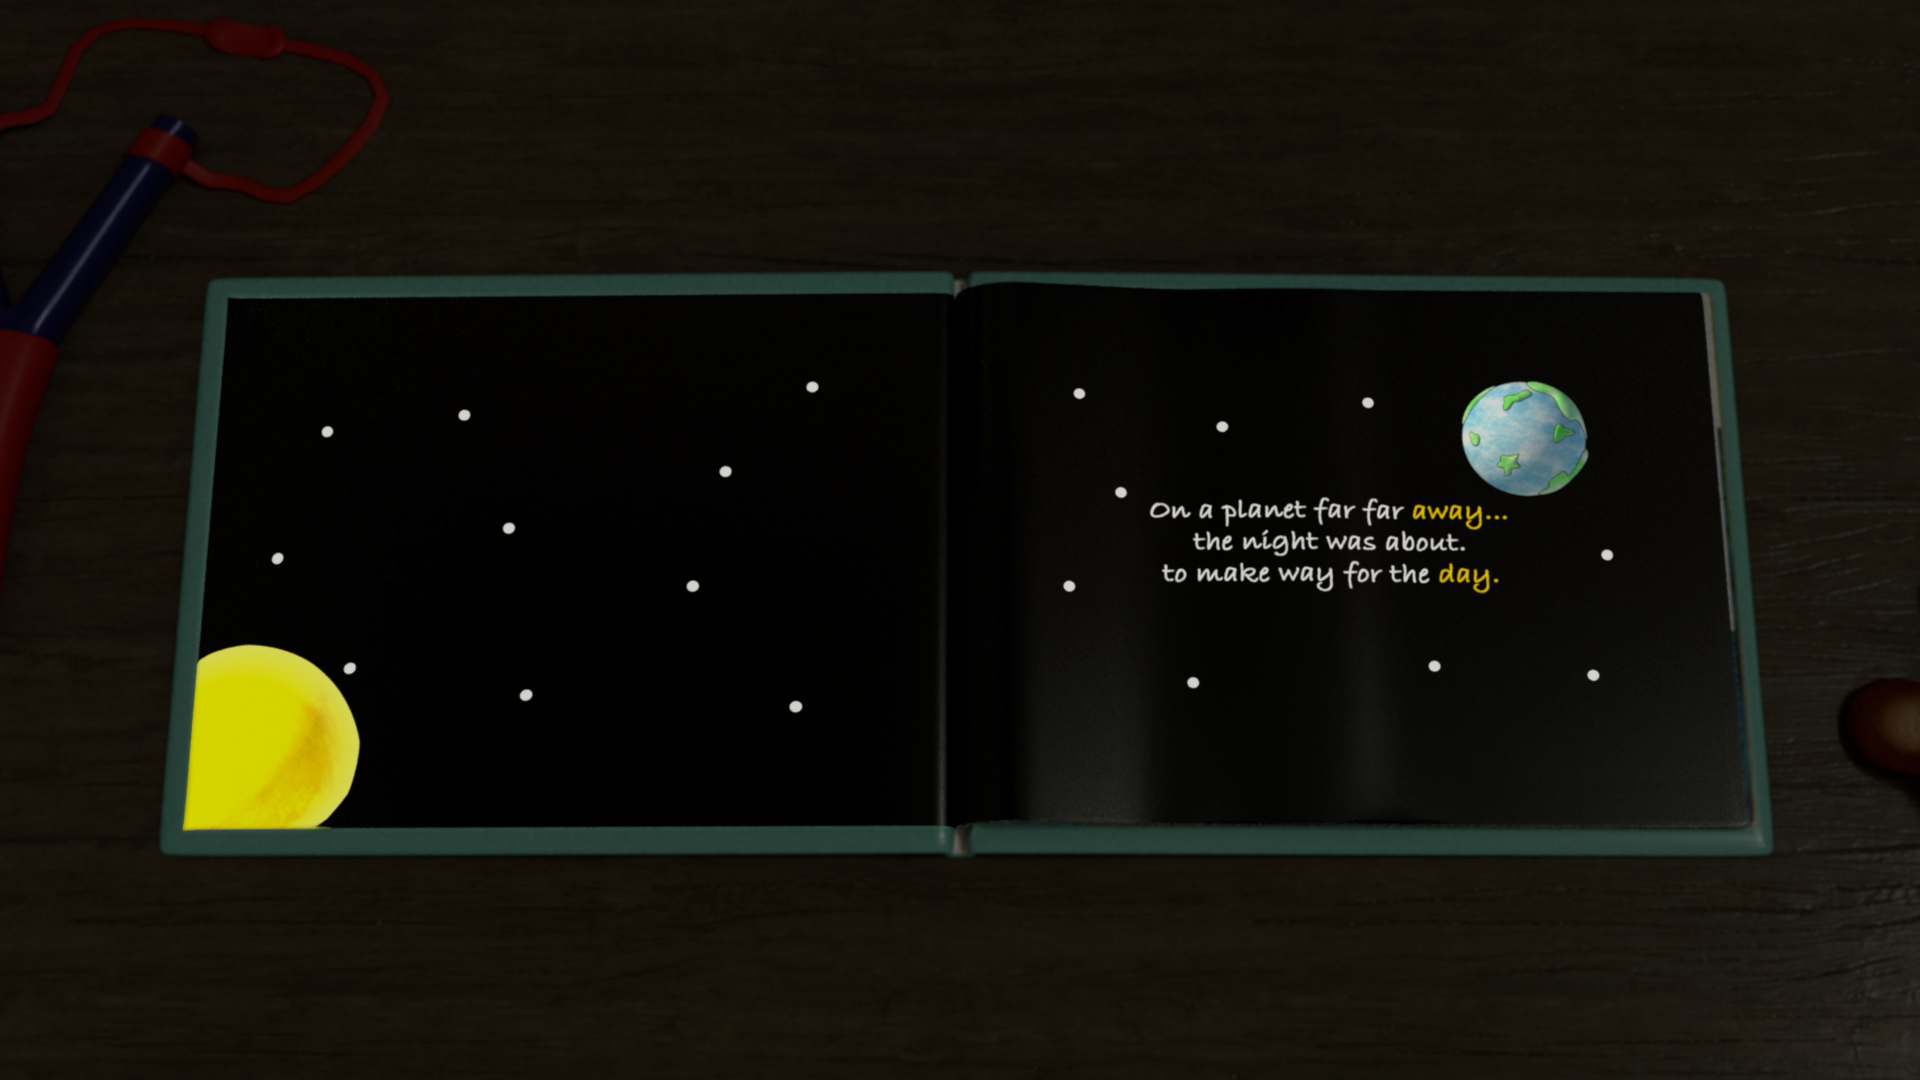 On a planet far far away...
the night was about.
to make way for the day.